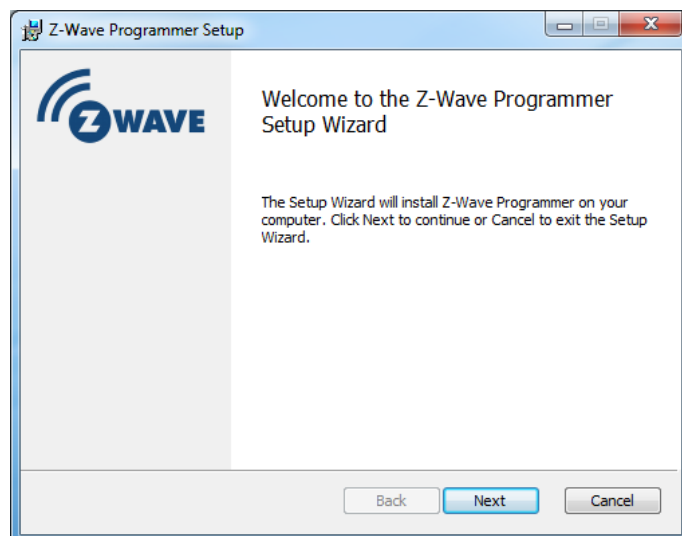 Z-Wave Programmer Setup
Z WAVE
Welcome to the Z-Wave Programmer
Setup Wizard
The Setup Wizard will install Z-Wave Programmer on your
computer. Click Next to continue or Cancel to exit the Setup
Wizard.
Back Next Cancel